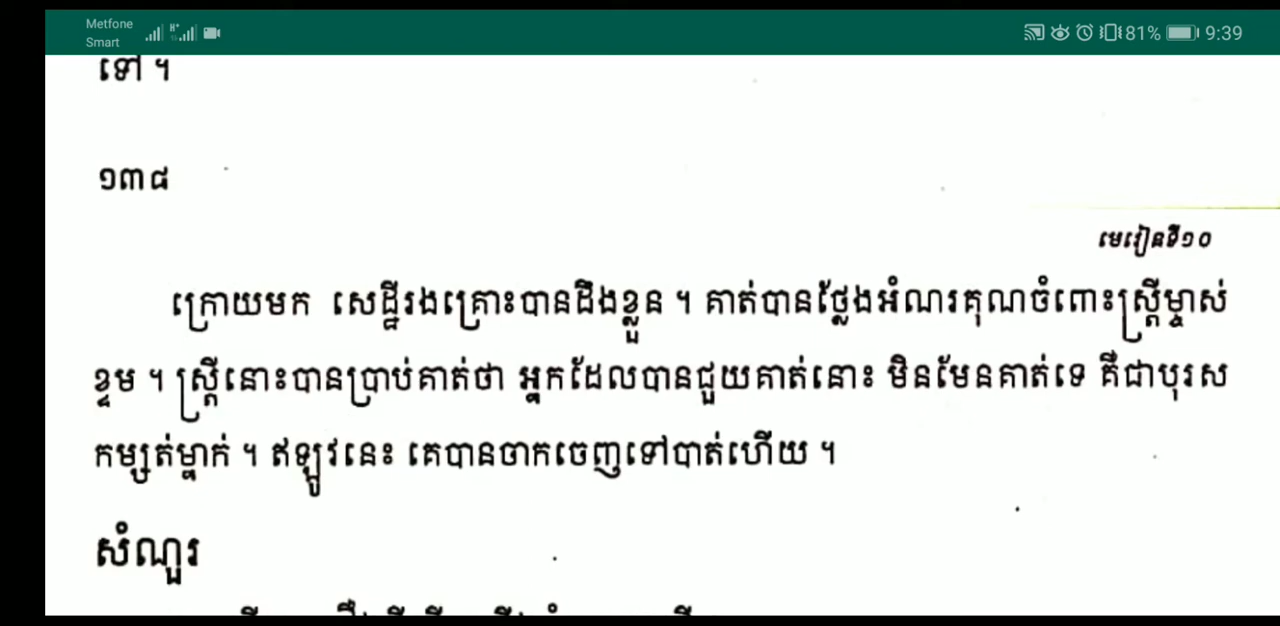 Metfone
Smart
81% 9:39
ទៅ ។
១៣៨
មេរៀនទី១០
ក្រោយមក សេដ្ឋីរងគ្រោះបានដឹងខ្លួន ។ គាត់បានថ្លែងអំណរគុណចំពោះស្ត្រីម្ចាស់
ខ្ទម ។ ស្ត្រីនោះបានប្រាប់គាត់ថា អ្នកដែលបានជួយគាត់នោះ មិនមែនគាត់ទេ គឺជាបុរស
កម្សត់ម្នាក់ ។ ឥឡូវនេះ គេបានចាកចេញទៅបាត់ហើយ ។
សំណួរ